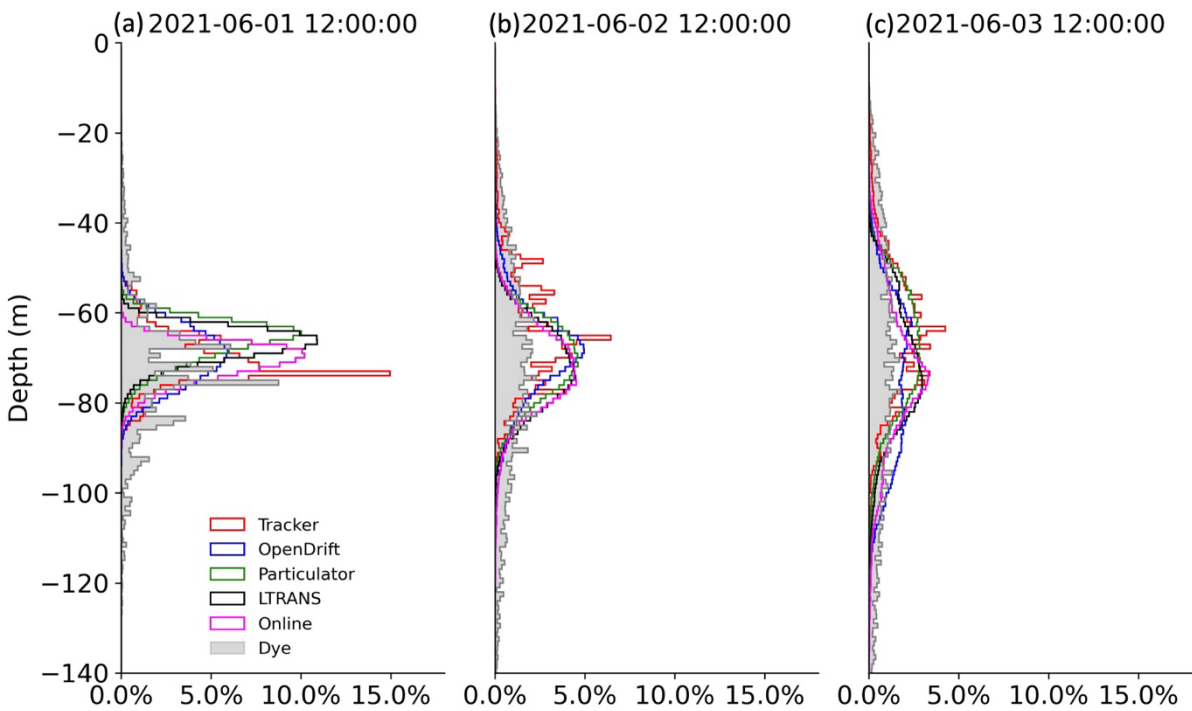 (a) 2021-06-01 12:00:00
(b) 2021-06-02 12:00:00
(c)2021-06-03 12:00:00
Depth (m)
0
−20
−40
−60
−80
−100
−120
−140
Tracker
OpenDrift
Particulator
LTRANS
Online
Dye
0.0% 5.0% 10.0% 15.0%
0.0% 5.0% 10.0% 15.0%
0.0% 5.0% 10.0% 15.0%